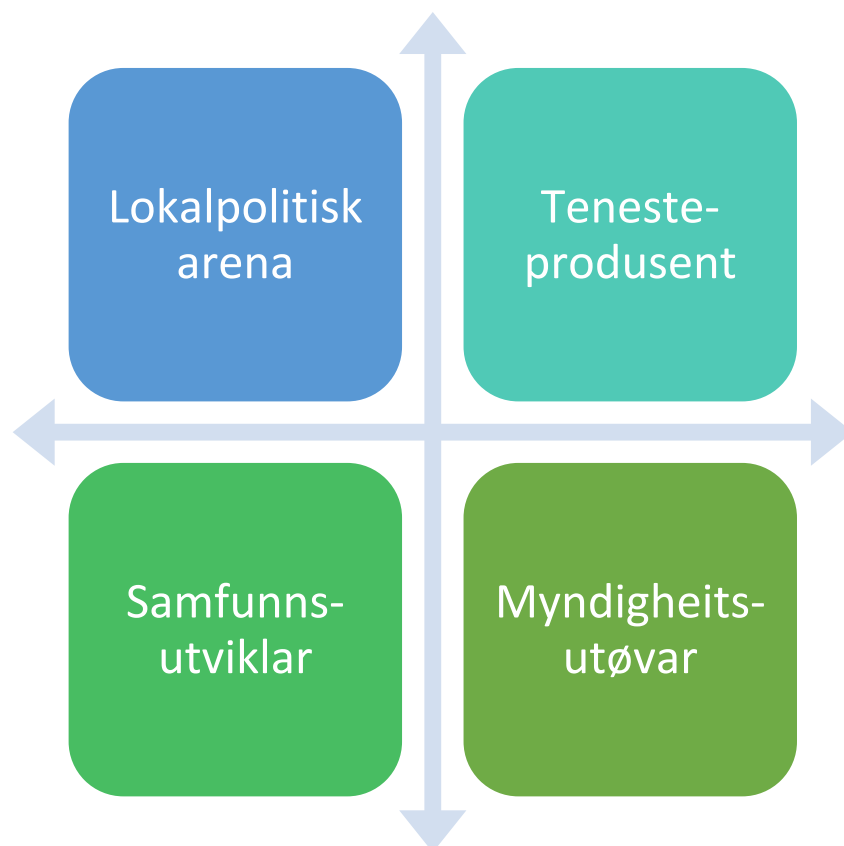 Lokalpolitisk
arena
Teneste-
produsent
Samfunns-
utviklar
Myndigheits-
utøvar